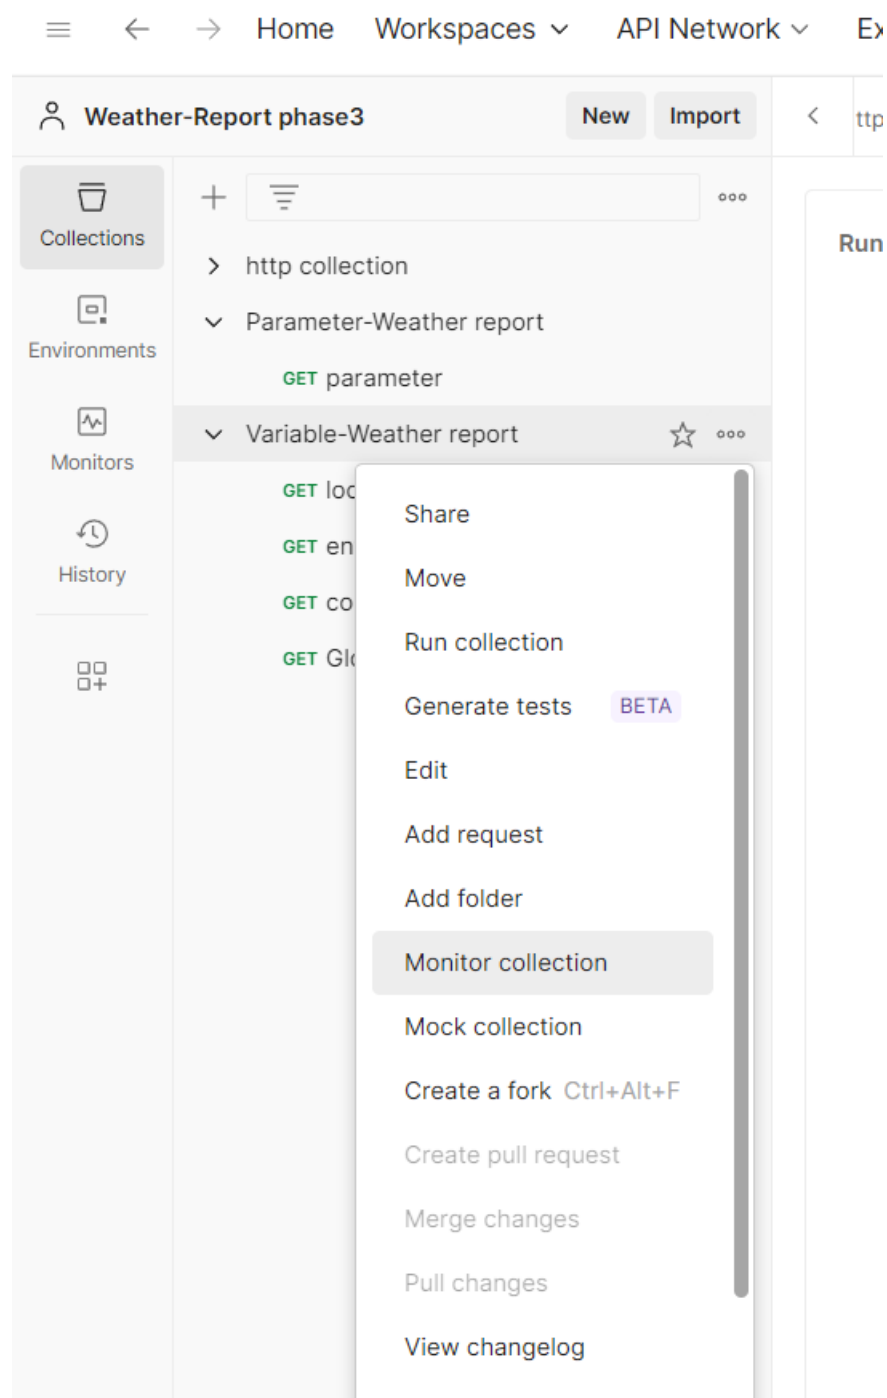 Home Workspaces API Network
Weather-Report phase3 New Import
Collections
http collection
Parameter-Weather report
Environments
GET parameter
Variable-Weather report
Monitors
GET
Share
History
GET
Move
GET
Run collection
GET
Generate tests BETA
Edit
Add request
Add folder
Monitor collection
Mock collection
Create a fork Ctrl+Alt+F
Create pull request
Merge changes
Pull changes
View changelog
Run